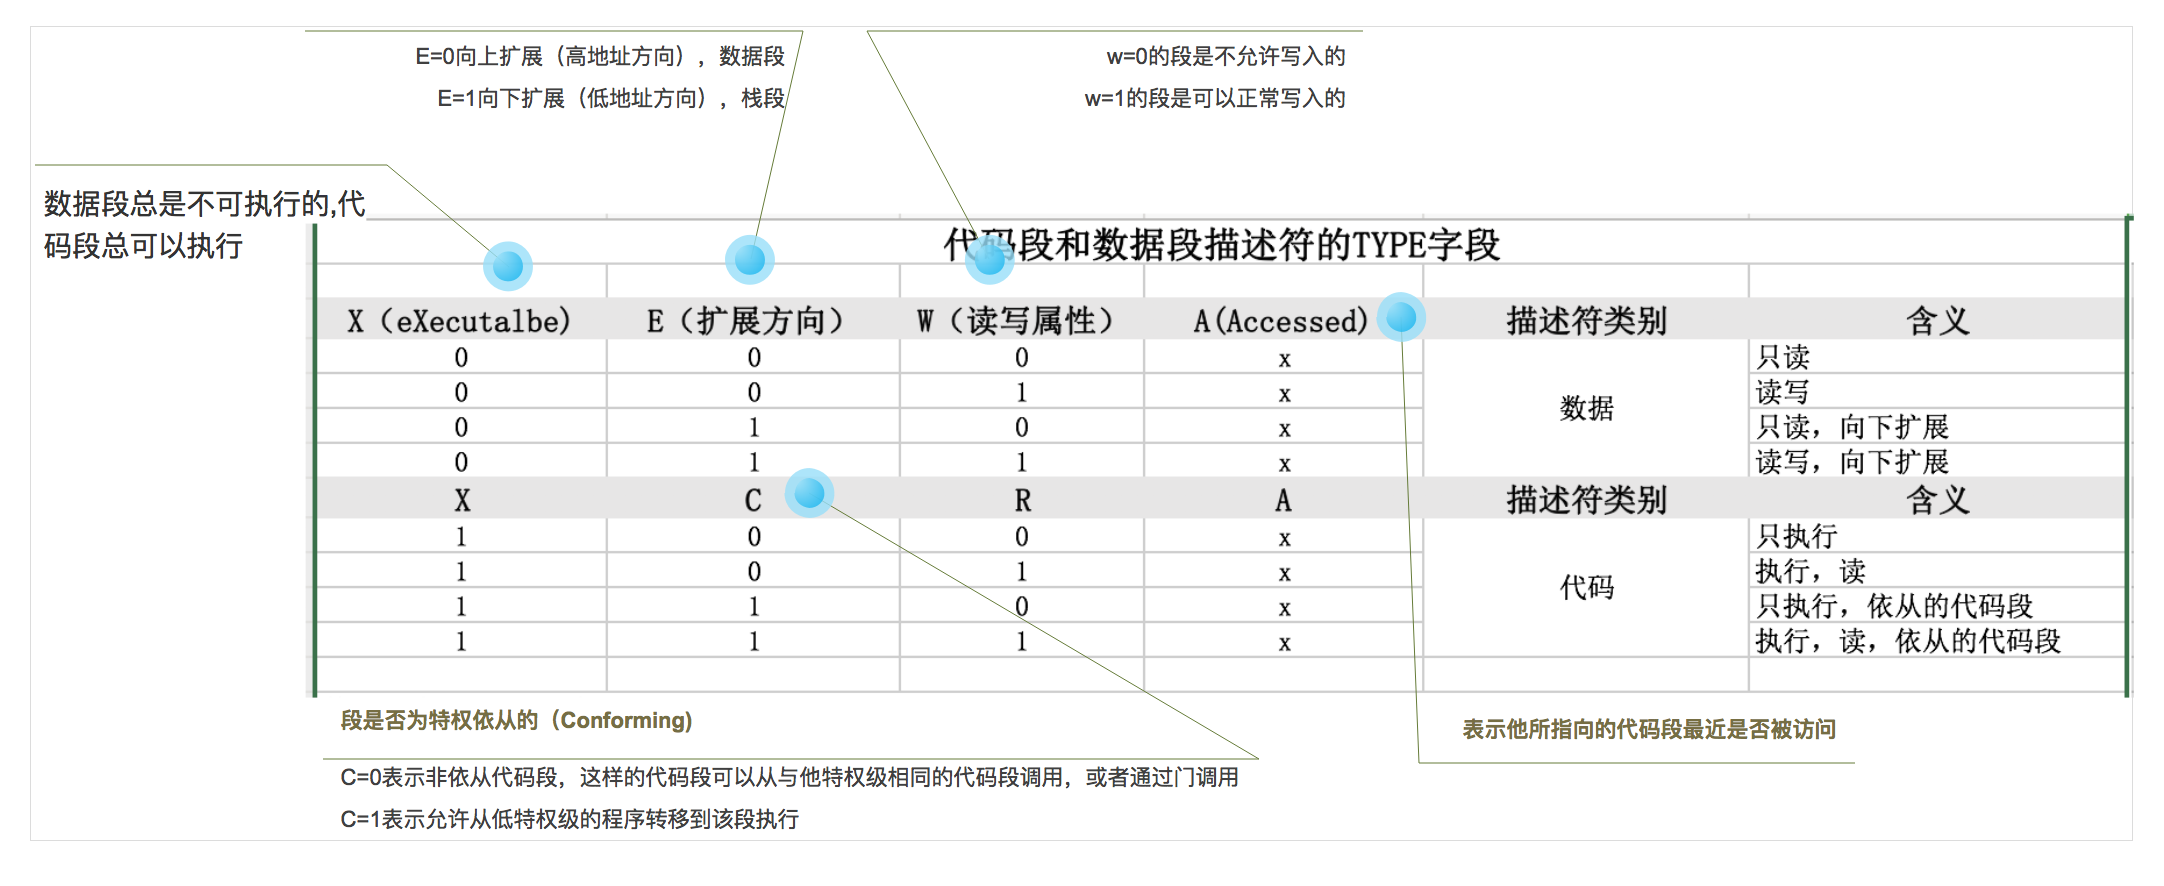 E=0向上扩展（高地址方向），数据段
E=1向下扩展（低地址方向），栈段
w=0的段是不允许写入的
w=1的段是可以正常写入的
数据段总是不可执行的,代
码段总可以执行
代码段和数据段描述符的TYPE字段
X（eXecutalbe) E（扩展方向） W（读写属性） A(Accessed) 描述符类别 含义
0 0 0 x 只读
0 0 1 x 读写
数据
0 1 0 x 只读，向下扩展
0 1 1 x 读写，向下扩展
X C R A 描述符类别 含义
1 0 0 x 只执行
1 0 1 x 执行，读
代码
1 1 0 x 只执行，依从的代码段
1 1 1 x 执行，读，依从的代码段
段是否为特权依从的（Conforming)
C=0表示非依从代码段，这样的代码段可以从与他特权级相同的代码段调用，或者通过门调用
C=1表示允许从低特权级的程序转移到该段执行
表示他所指向的代码段最近是否被访问